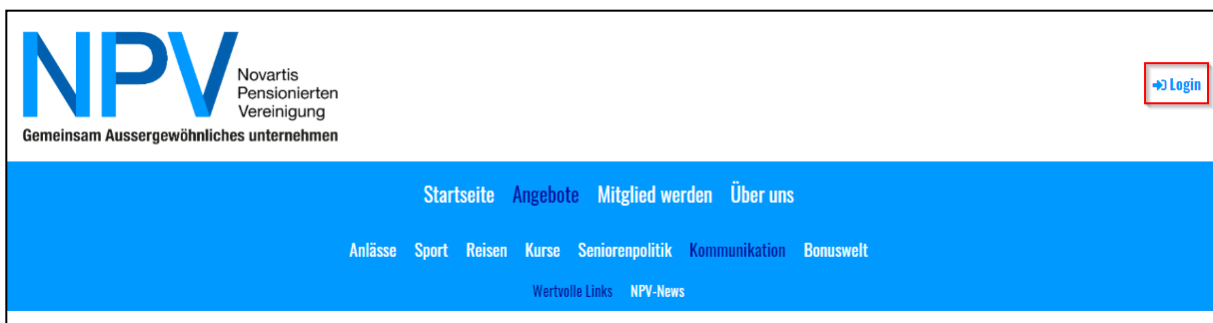 NPV
Novartis
Pensionierten
Vereinigung
Gemeinsam Aussergewöhnliches unternehmen
Login
Startseite Angebote Mitglied werden Über uns
Anlässe Sport Reisen Kurse Seniorenpolitik Kommunikation Bonuswelt
Wertvolle Links NPV-News